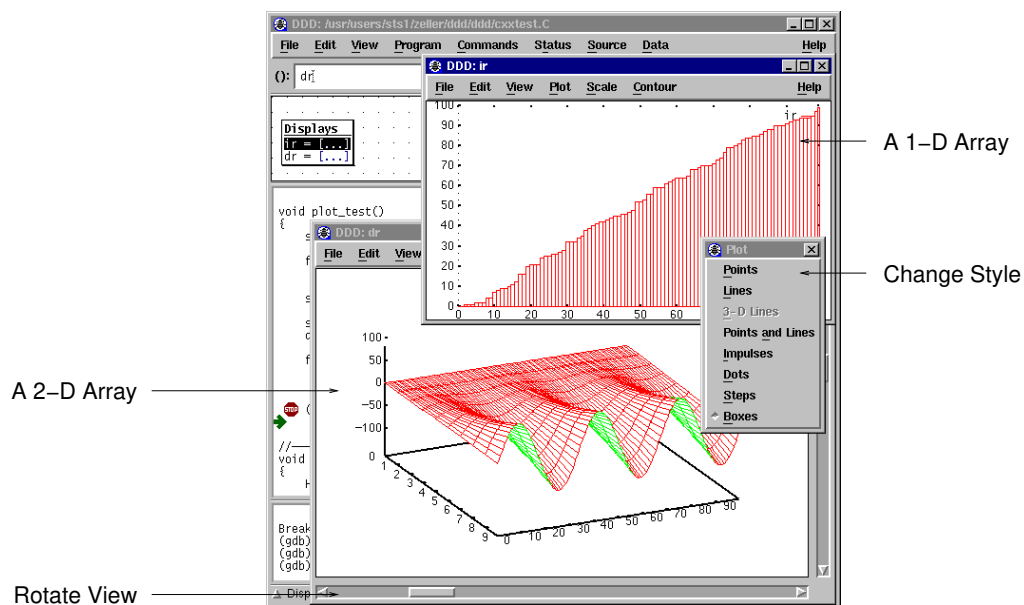 DDD: /usr/users/sts1/zeller/ddd/ddd/cxxtest.C
File Edit View Program Commands Status Source Data Help
(): dr
DDD: ir
File Edit View Plot Scale Contour Help
Displays
ir = [...]
dr = [...]
100
90
80
70
60
50
40
30
20
10
0
0 10 20 30 40 50 60
ir
A 1–D Array
void plot_test()
{
DDD: dr
File Edit View
Plot
Points
Lines
3-D Lines
Points and Lines
Impulses
Dots
Steps
Boxes
Change Style
100
50
0
−50
−100
0
1 2 3 4 5 6 7 8 9
0 10 20 30 40 50 60 70 80 90
A 2–D Array
STOP (
//—
void
{
Break
(gdb)
(gdb)
(gdb)
Disp
Rotate View